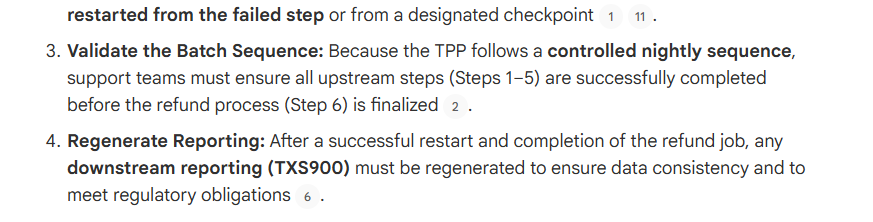 restarted from the failed step or from a designated checkpoint 1 11 .
3. Validate the Batch Sequence: Because the TPP follows a controlled nightly sequence,
support teams must ensure all upstream steps (Steps 1–5) are successfully completed
before the refund process (Step 6) is finalized 2 .
4. Regenerate Reporting: After a successful restart and completion of the refund job, any
downstream reporting (TXS900) must be regenerated to ensure data consistency and to
meet regulatory obligations 6 .